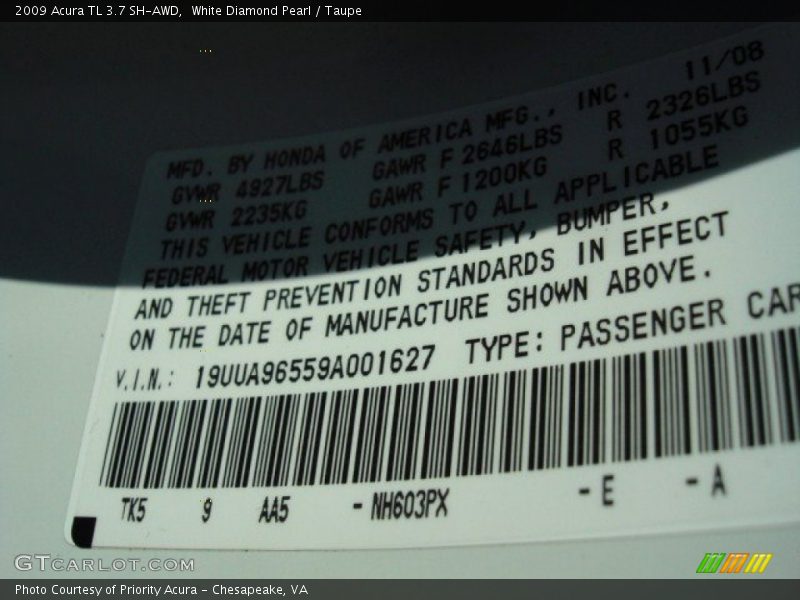 2009 Acura TL 3.7 SH-AWD, White Diamond Pearl / Taupe
MFD. BY HONDA OF AMERICA MFG., INC. 11/08
GVWR 4927LBS GAWR F 2646LBS R 2326LBS
GVWR 2235KG GAWR F 1200KG R 1055KG
THIS VEHICLE CONFORMS TO ALL APPLICABLE
FEDERAL MOTOR VEHICLE SAFETY, BUMPER,
AND THEFT PREVENTION STANDARDS IN EFFECT
ON THE DATE OF MANUFACTURE SHOWN ABOVE.
V.I.N.: 19UUA96559A001627 TYPE: PASSENGER CAR
TK5 9 AA5 -NH603PX -E -A
GTCARLOT.COM
Photo Courtesy of Priority Acura - Chesapeake, VA